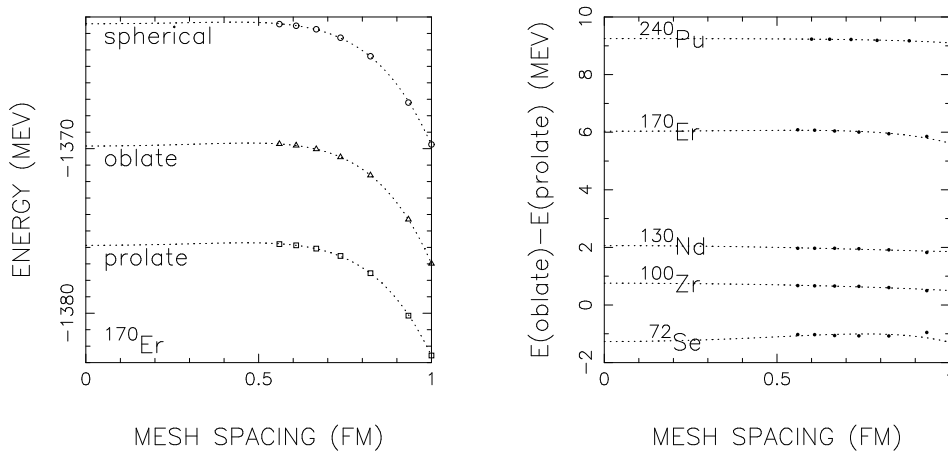 spherical
oblate
prolate
¹⁷⁰Er
ENERGY (MEV)
−1370
−1380
0
0.5
1
MESH SPACING (FM)
E(oblate)−E(prolate) (MEV)
10
8
6
4
2
0
−2
²⁴⁰Pu
¹⁷⁰Er
¹³⁰Nd
¹⁰⁰Zr
⁷²Se
0
0.5
MESH SPACING (FM)